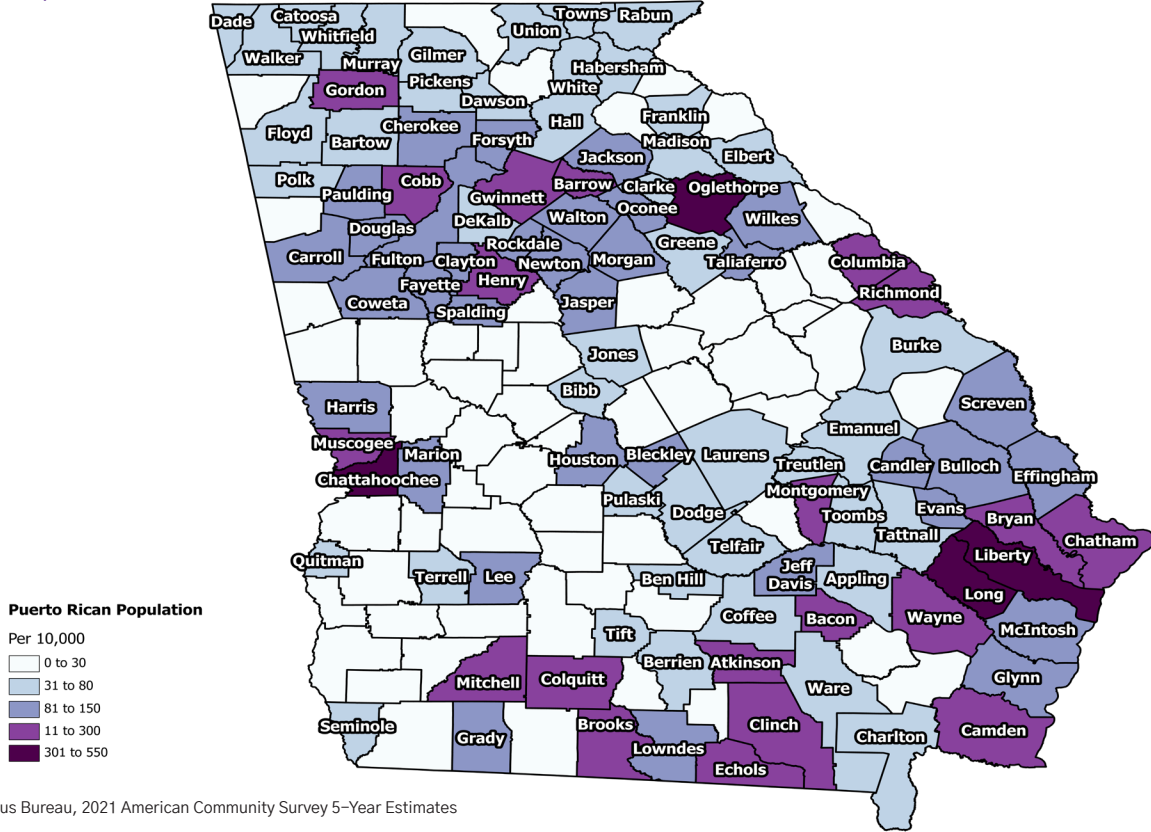 Dade
Catoosa
Whitfield
Walker
Murray
Gilmer
Union
Towns
Rabun
Habersham
White
Pickens
Gordon
Dawson
Floyd
Bartow
Cherokee
Forsyth
Hall
Franklin
Madison
Jackson
Elbert
Polk
Paulding
Cobb
Gwinnett
Barrow
Clarke
Oglethorpe
Oconee
Wilkes
DeKalb
Walton
Douglas
Rockdale
Greene
Carroll
Fulton
Clayton
Newton
Morgan
Taliaferro
Columbia
Henry
Fayette
Richmond
Coweta
Spalding
Jasper
Jones
Burke
Bibb
Harris
Screven
Emanuel
Muscogee
Marion
Houston
Bleckley
Laurens
Treutlen
Candler
Bulloch
Effingham
Chattahoochee
Montgomery
Pulaski
Dodge
Toombs
Evans
Bryan
Tattnall
Chatham
Telfair
Liberty
Quitman
Terrell
Lee
Ben Hill
Jeff
Davis
Appling
Long
Coffee
Bacon
Wayne
McIntosh
Tift
Berrien
Atkinson
Mitchell
Colquitt
Ware
Glynn
Seminole
Grady
Brooks
Lowndes
Clinch
Charlton
Camden
Echols
Puerto Rican Population
Per 10,000
0 to 30
31 to 80
81 to 150
11 to 300
301 to 550
us Bureau, 2021 American Community Survey 5-Year Estimates